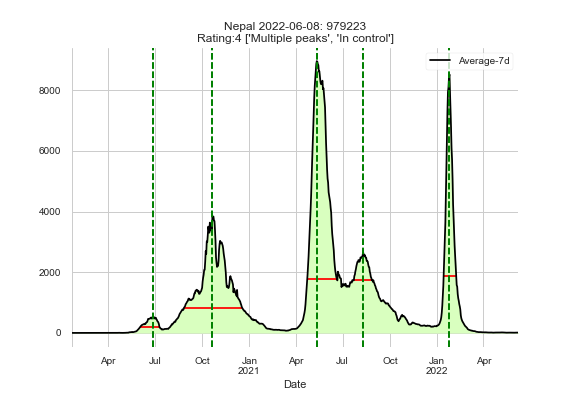 Nepal 2022-06-08: 979223
Rating:4 ['Multiple peaks', 'In control']
Average-7d
8000
6000
4000
2000
0
Apr Jul Oct Jan Apr Jul Oct Jan Apr
2021 2022
Date